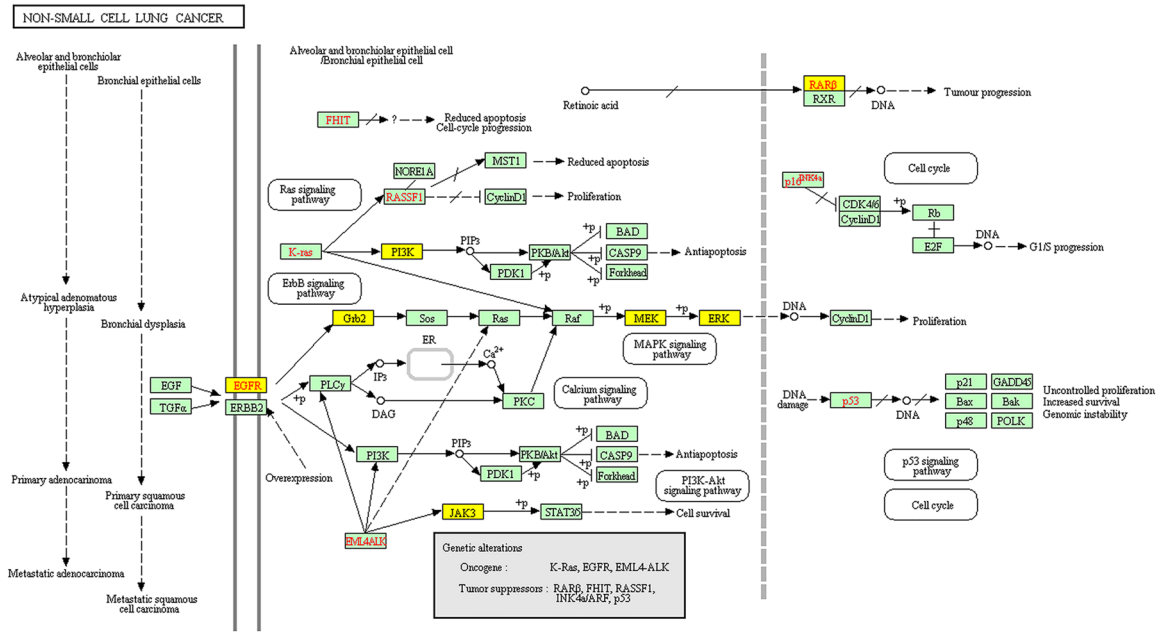 NON-SMALL CELL LUNG CANCER
Alveolar and bronchiolar
epithelial cells
Bronchial epithelial cells
Atypical adenomatous
hyperplasia
Bronchial dysplasia
Primary adenocarinoma
Primary squamous
cell carcinoma
Metastatic adenocarcinoma
Metastatic squamous
cell carcinoma
Alveolar and bronchiolar epithelial cell
/Bronchial epithelial cell
Retinoic acid
RARβ
RXR
DNA
Tumour progression
FHIT
?
Reduced apoptosis
Cell-cycle progression
NORE1A
MST1
Reduced apoptosis
Ras signaling
pathway
RASSF1
CyclinD1
Proliferation
K-ras
PI3K
PIP3
PDK1
PKB/Akt
+p
+p
+p
+p
BAD
CASP9
Forkhead
Antiapoptosis
ErbB signaling
pathway
Grb2
Sos
Ras
Raf
+p
MEK
+p
ERK
DNA
CyclinD1
Proliferation
MAPK signaling
pathway
ER
EGF
TGFα
EGFR
ERBB2
+p
PLCγ
IP3
DAG
Ca2+
PKC
Calcium signaling
pathway
Overexpression
PI3K
PIP3
PDK1
PKB/Akt
+p
+p
+p
+p
BAD
CASP9
Forkhead
Antiapoptosis
PI3K-Akt
signaling pathway
JAK3
+p
STAT3δ
Cell survival
EML4ALK
Cell cycle
p16INK4a
CDK4/6
CyclinD1
+p
Rb
E2F
DNA
G1/S progression
DNA
damage
p53
DNA
p21
GADD45
Bax
Bak
p48
POLK
Uncontrolled proliferation
Increased survival
Genomic instability
p53 signaling
pathway
Cell cycle
Genetic alterations
Oncogene : K-Ras, EGFR, EML4-ALK
Tumor suppressors : RARβ, FHIT, RASSF1,
INK4a/ARF, p53